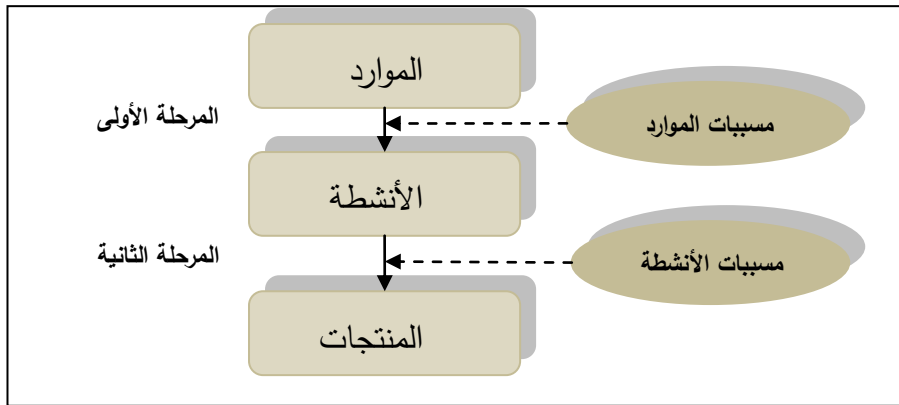 الموارد
المرحلة الأولى
مسببات الموارد
الأنشطة
المرحلة الثانية
مسببات الأنشطة
المنتجات